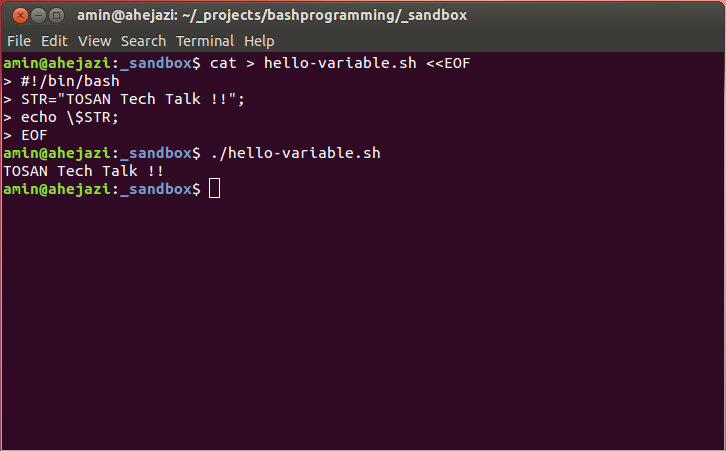 amin@ahejazi: ~/_projects/bashprogramming/_sandbox
File Edit View Search Terminal Help
amin@ahejazi:_sandbox$ cat > hello-variable.sh <<EOF
> #!/bin/bash
> STR="TOSAN Tech Talk !!";
> echo \$STR;
> EOF
amin@ahejazi:_sandbox$ ./hello-variable.sh
TOSAN Tech Talk !!
amin@ahejazi:_sandbox$